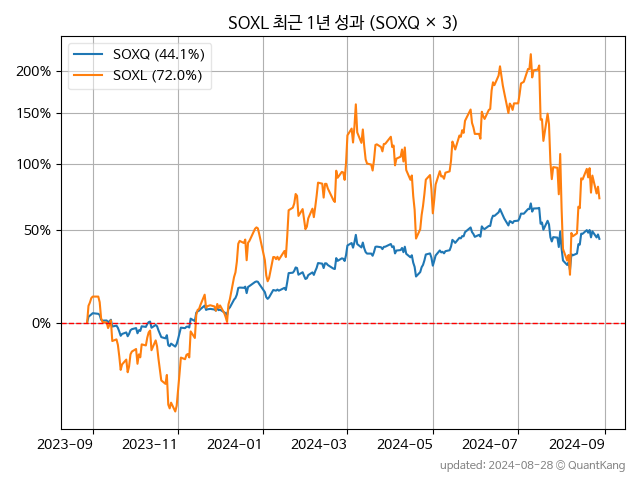 SOXL 최근 1년 성과 (SOXQ × 3)
SOXQ (44.1%)
SOXL (72.0%)
200%
150%
100%
50%
0%
2023-09 2023-11 2024-01 2024-03 2024-05 2024-07 2024-09
updated: 2024-08-28 © QuantKang